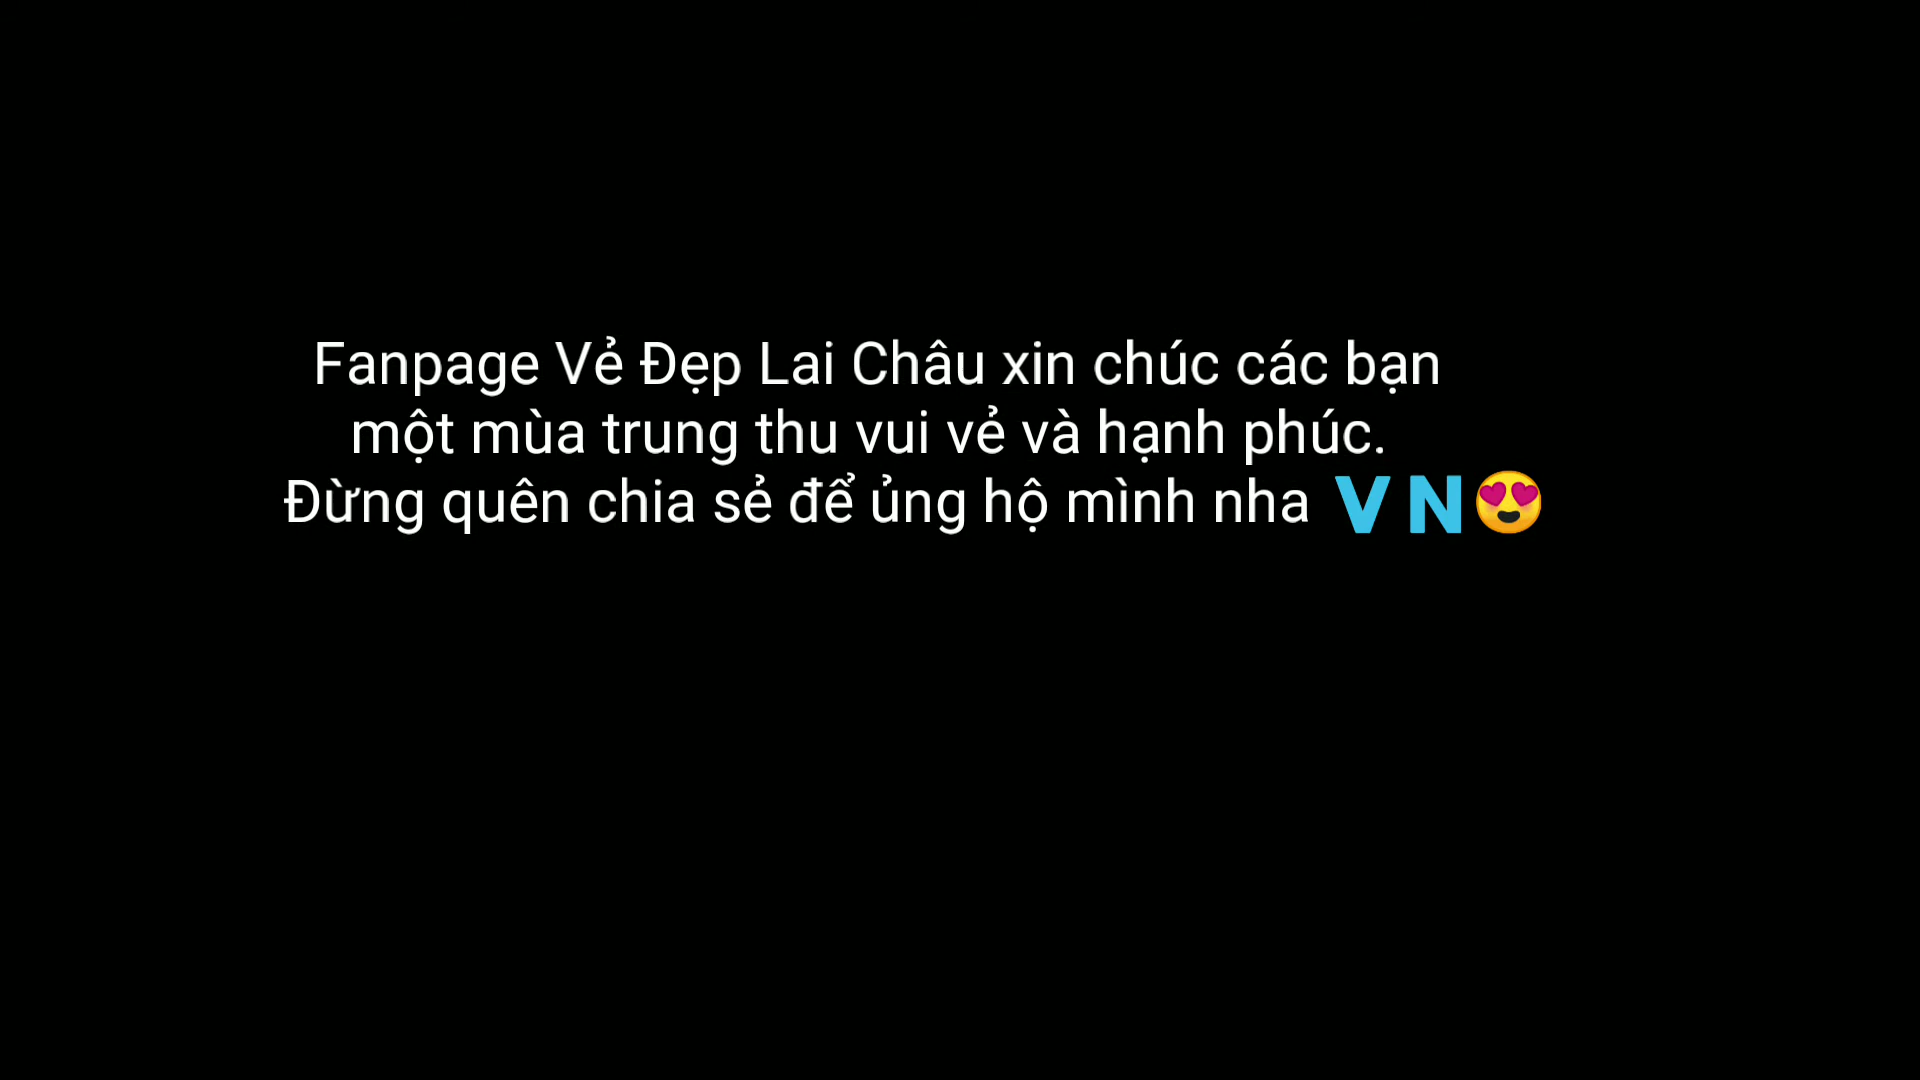 Fanpage Vẻ Đẹp Lai Châu xin chúc các bạn
một mùa trung thu vui vẻ và hạnh phúc.
Đừng quên chia sẻ để ủng hộ mình nha 🇻 🇳😍